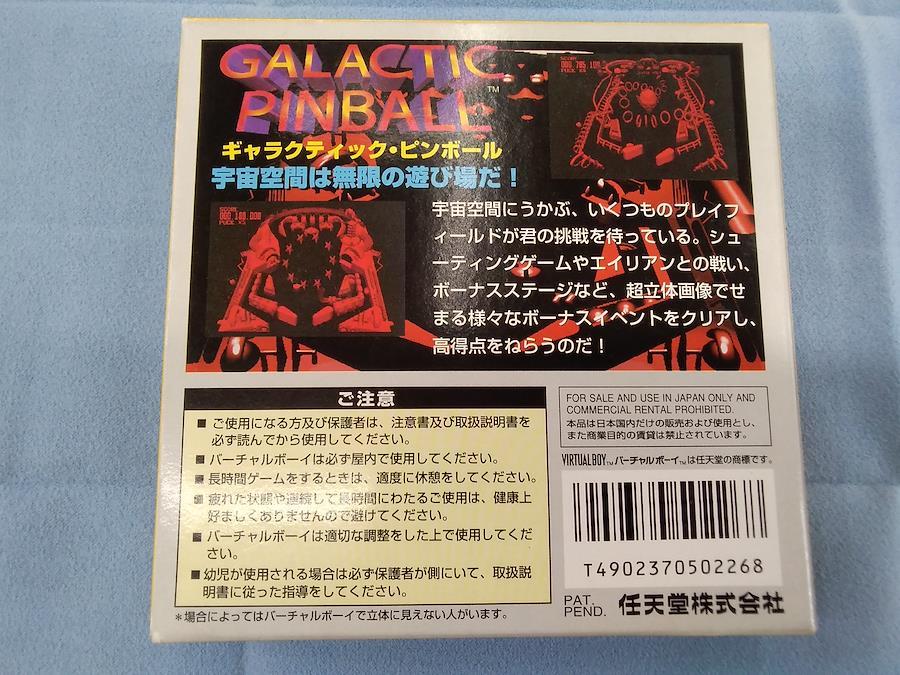 GALACTIC
PINBALL™
ギャラクティック・ピンボール
宇宙空間は無限の遊び場だ！
SCORE
000,785,100
PUCK X4
SCORE
000,180,000
PUCK X3
宇宙空間にうかぶ、いくつものプレイフ
ィールドが君の挑戦を待っている。シュ
ーティングゲームやエイリアンとの戦い、
ボーナスステージなど、超立体画像でせ
まる様々なボーナスイベントをクリアし、
高得点をねらうのだ！
ご注意
■ご使用になる方及び保護者は、注意書及び取扱説明書を
必ず読んでから使用してください。
■バーチャルボーイは必ず屋内で使用してください。
■長時間ゲームをするときは、適度に休憩をしてください。
■疲れた状態や連続して長時間にわたるご使用は、健康上
好ましくありませんので避けてください。
■バーチャルボーイは適切な調整をした上で使用してくだ
さい。
■幼児が使用される場合は必ず保護者が側にいて、取扱説
明書に従った指導をしてください。
＊場合によってはバーチャルボーイで立体に見えない人がいます。
FOR SALE AND USE IN JAPAN ONLY AND
COMMERCIAL RENTAL PROHIBITED.
本品は日本国内だけの販売および使用とし、
また商業目的の賃貸は禁止されています。
VIRTUAL BOY™バーチャルボーイ™は任天堂の商標です。
T4902370502268
PAT.
PEND.
任天堂株式会社